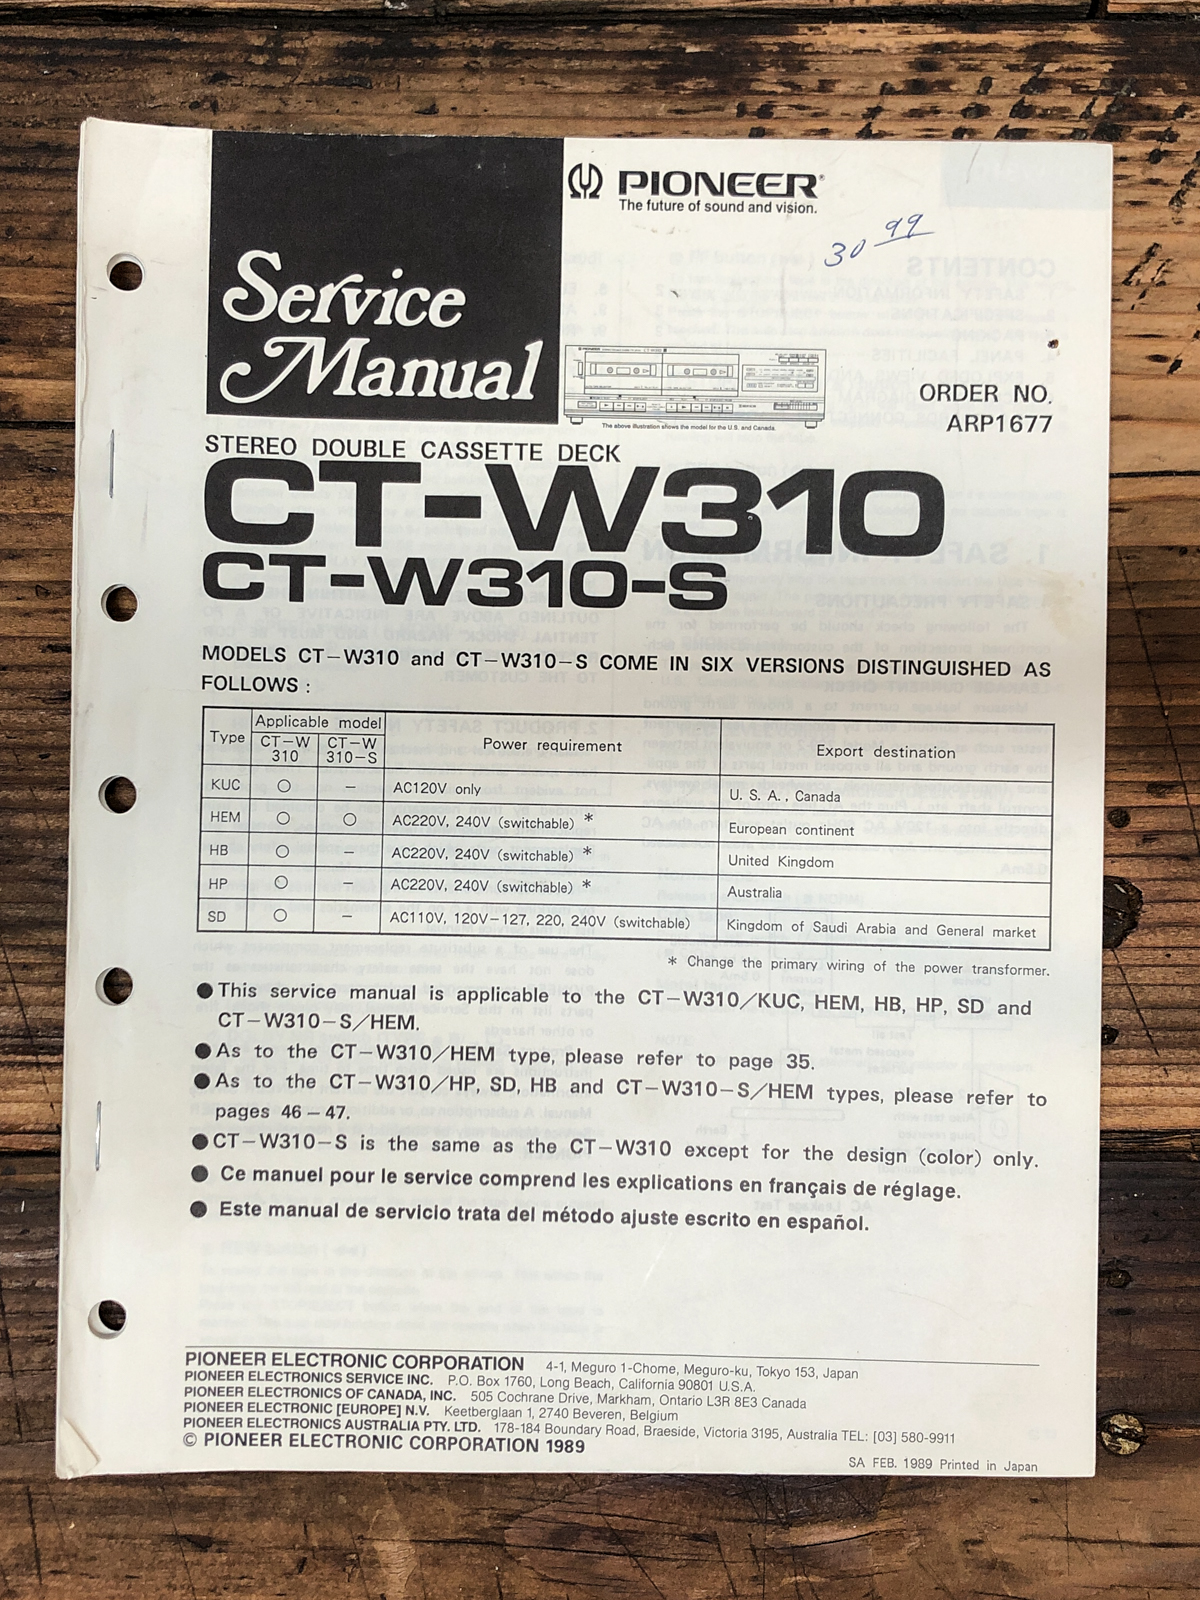 PIONEER®
The future of sound and vision.
30 99
Service
Manual
The above illustration shows the model for the U.S. and Canada.
ORDER NO.
ARP1677
STEREO DOUBLE CASSETTE DECK
CT-W310
CT-W310-S
MODELS CT-W310 and CT-W310-S COME IN SIX VERSIONS DISTINGUISHED AS
FOLLOWS :
Type | Applicable model | Power requirement | Export destination
CT-W 310 | CT-W 310-S
KUC ○ – AC120V only U. S. A., Canada
HEM ○ ○ AC220V, 240V (switchable) * European continent
HB ○ – AC220V, 240V (switchable) * United Kingdom
HP ○ – AC220V, 240V (switchable) * Australia
SD ○ – AC110V, 120V-127, 220, 240V (switchable) Kingdom of Saudi Arabia and General market
* Change the primary wiring of the power transformer.
● This service manual is applicable to the CT-W310/KUC, HEM, HB, HP, SD and
CT-W310-S/HEM.
● As to the CT-W310/HEM type, please refer to page 35.
● As to the CT-W310/HP, SD, HB and CT-W310-S/HEM types, please refer to
pages 46-47.
● CT-W310-S is the same as the CT-W310 except for the design (color) only.
● Ce manuel pour le service comprend les explications en français de réglage.
● Este manual de servicio trata del método ajuste escrito en español.
PIONEER ELECTRONIC CORPORATION 4-1, Meguro 1-Chome, Meguro-ku, Tokyo 153, Japan
PIONEER ELECTRONICS SERVICE INC. P.O. Box 1760, Long Beach, California 90801 U.S.A.
PIONEER ELECTRONICS OF CANADA, INC. 505 Cochrane Drive, Markham, Ontario L3R 8E3 Canada
PIONEER ELECTRONIC [EUROPE] N.V. Keetberglaan 1, 2740 Beveren, Belgium
PIONEER ELECTRONICS AUSTRALIA PTY. LTD. 178-184 Boundary Road, Braeside, Victoria 3195, Australia TEL: [03] 580-9911
© PIONEER ELECTRONIC CORPORATION 1989
SA FEB. 1989 Printed in Japan